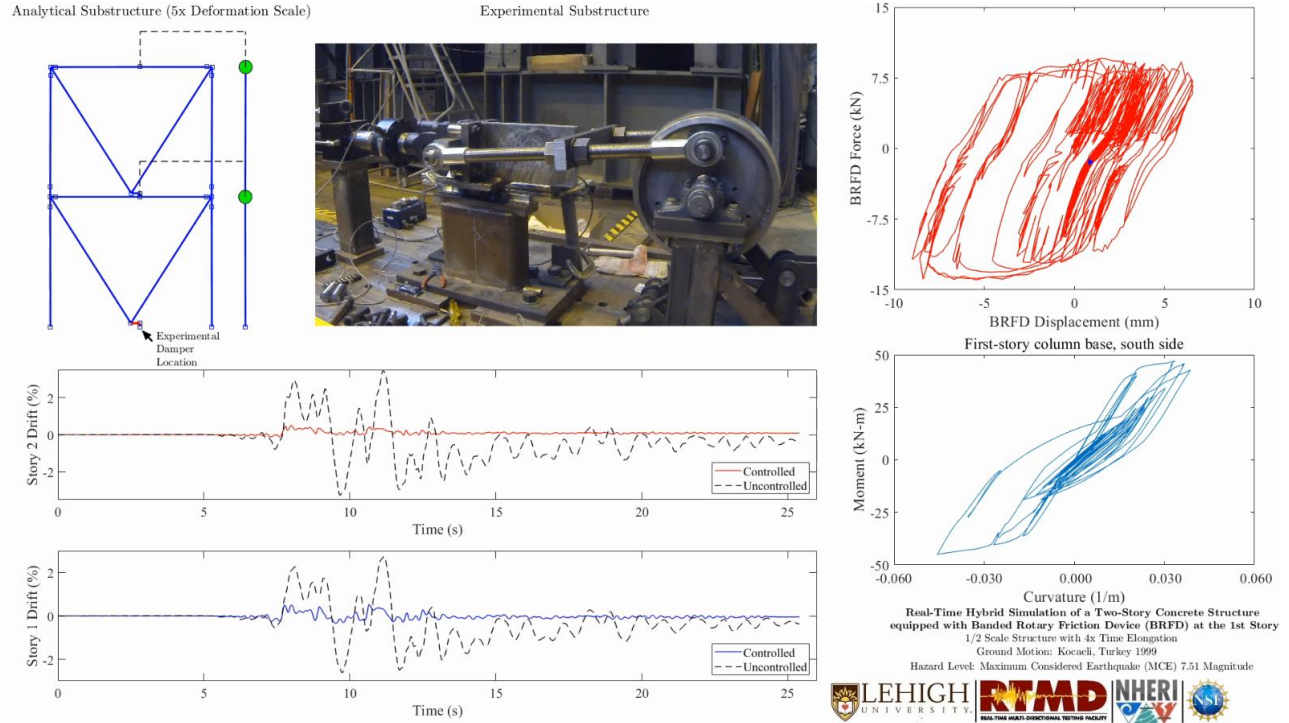 Analytical Substructure (5x Deformation Scale)
Experimental
Damper
Location
Experimental Substructure
15
7.5
0
-7.5
-15
BRFD Force (kN)
-10
-5
0
5
10
BRFD Displacement (mm)
First-story column base, south side
50
25
0
-25
-50
Moment (kN-m)
-0.060
-0.030
0.000
0.030
0.060
Curvature (1/m)
2
0
-2
Story 2 Drift (%)
Controlled
Uncontrolled
0
5
10
15
20
25
Time (s)
2
0
-2
Story 1 Drift (%)
Controlled
Uncontrolled
0
5
10
15
20
25
Time (s)
Real-Time Hybrid Simulation of a Two-Story Concrete Structure
equipped with Banded Rotary Friction Device (BRFD) at the 1st Story
1/2 Scale Structure with 4x Time Elongation
Ground Motion: Kocaeli, Turkey 1999
Hazard Level: Maximum Considered Earthquake (MCE) 7.51 Magnitude
LEHIGH
UNIVERSITY
RTMD
REAL-TIME MULTI-DIRECTIONAL TESTING FACILITY
NHERI
NSF